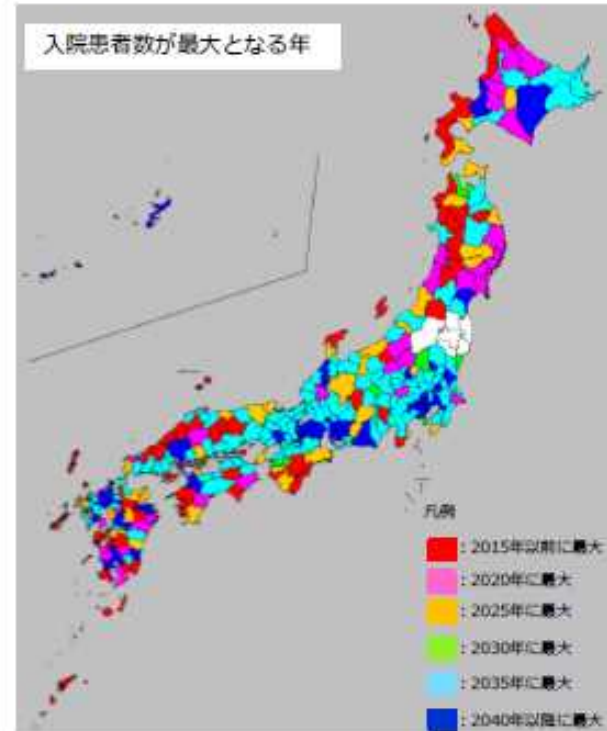 入院患者数が最大となる年
凡例
：2015年以前に最大
：2020年に最大
：2025年に最大
：2030年に最大
：2035年に最大
：2040年以降に最大